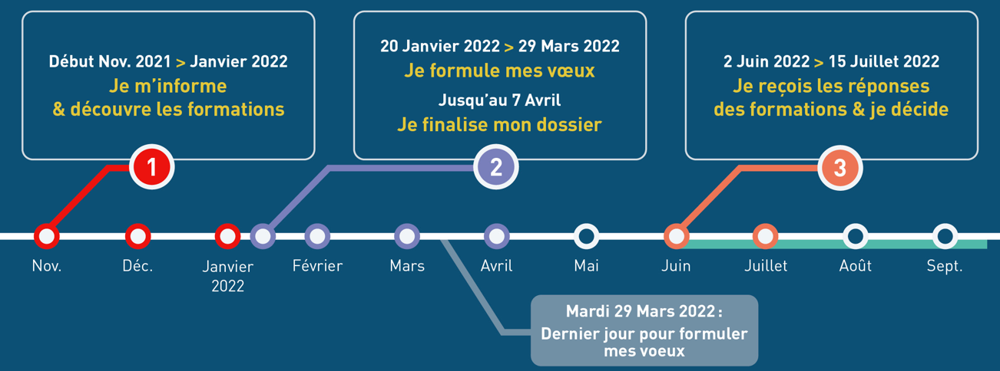 Début Nov. 2021 > Janvier 2022
Je m'informe
& découvre les formations
1
20 Janvier 2022 > 29 Mars 2022
Je formule mes vœux
Jusqu'au 7 Avril
Je finalise mon dossier
2
2 Juin 2022 > 15 Juillet 2022
Je reçois les réponses
des formations & je décide
3
Nov.
Déc.
Janvier
2022
Février
Mars
Avril
Mai
Juin
Juillet
Août
Sept.
Mardi 29 Mars 2022 :
Dernier jour pour formuler
mes voeux